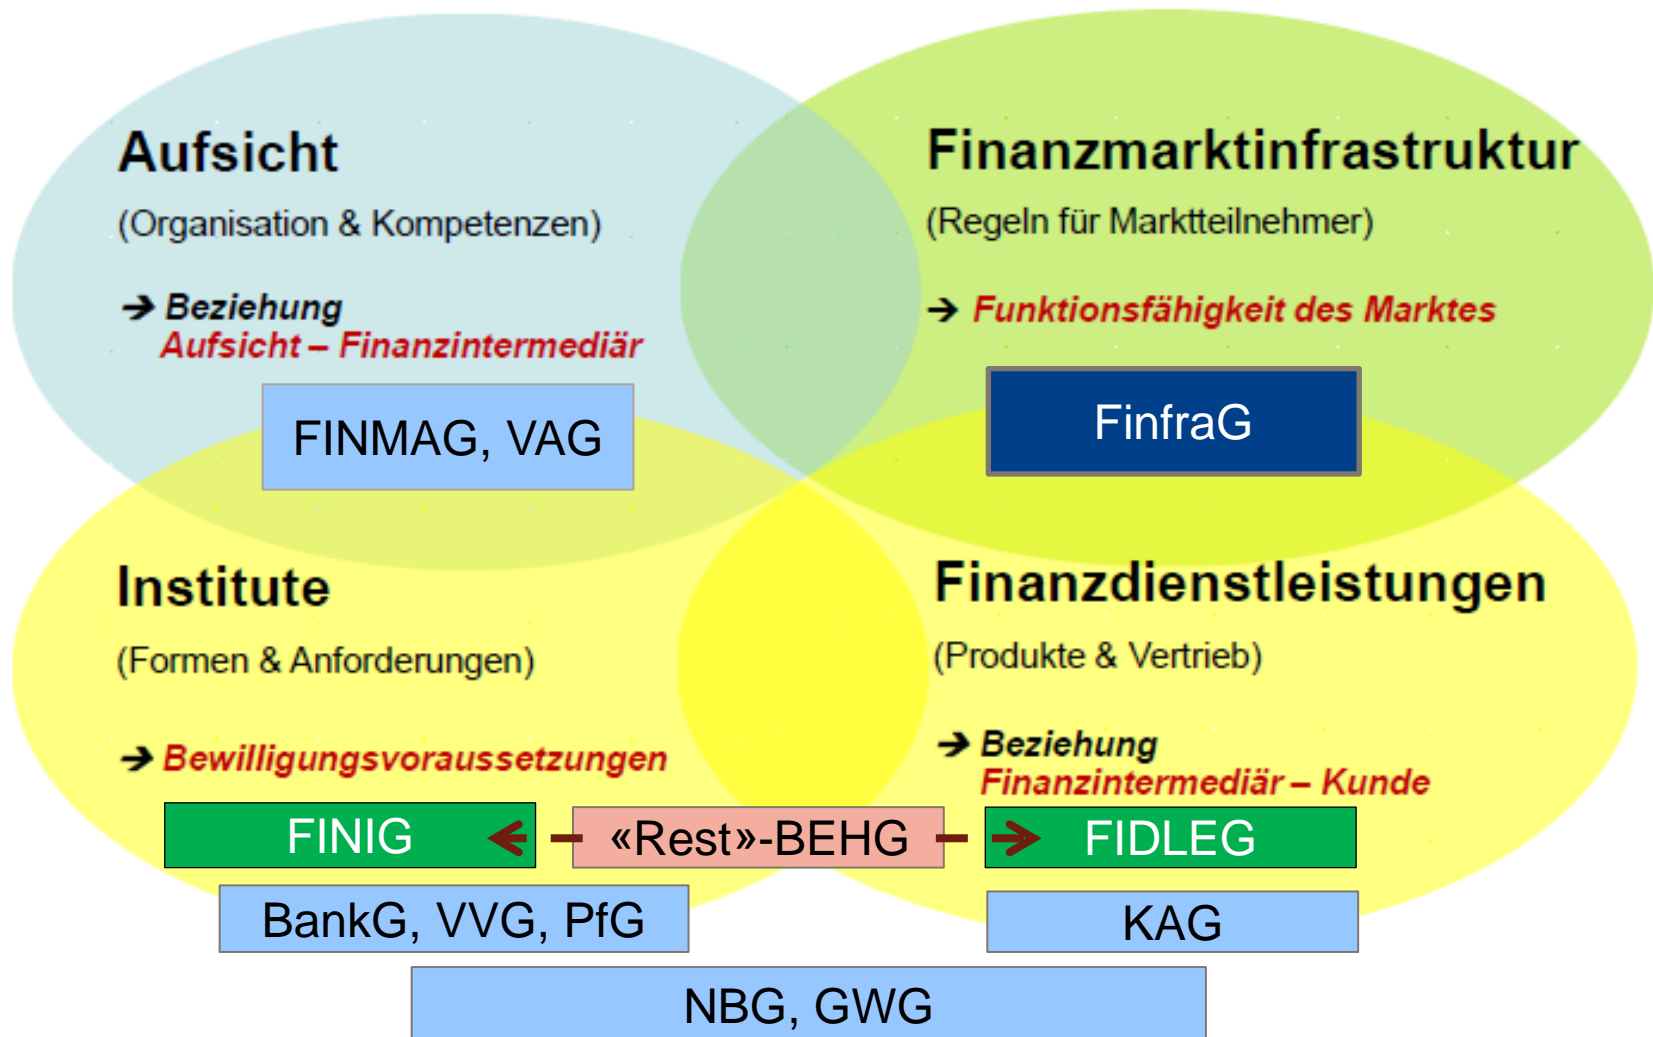 Aufsicht
(Organisation & Kompetenzen)
➔ Beziehung
Aufsicht – Finanzintermediär
FINMAG, VAG
Finanzmarktinfrastruktur
(Regeln für Marktteilnehmer)
➔ Funktionsfähigkeit des Marktes
FinfraG
Institute
(Formen & Anforderungen)
➔ Bewilligungsvoraussetzungen
Finanzdienstleistungen
(Produkte & Vertrieb)
➔ Beziehung
Finanzintermediär – Kunde
FINIG
«Rest»-BEHG
FIDLEG
BankG, VVG, PfG
KAG
NBG, GWG